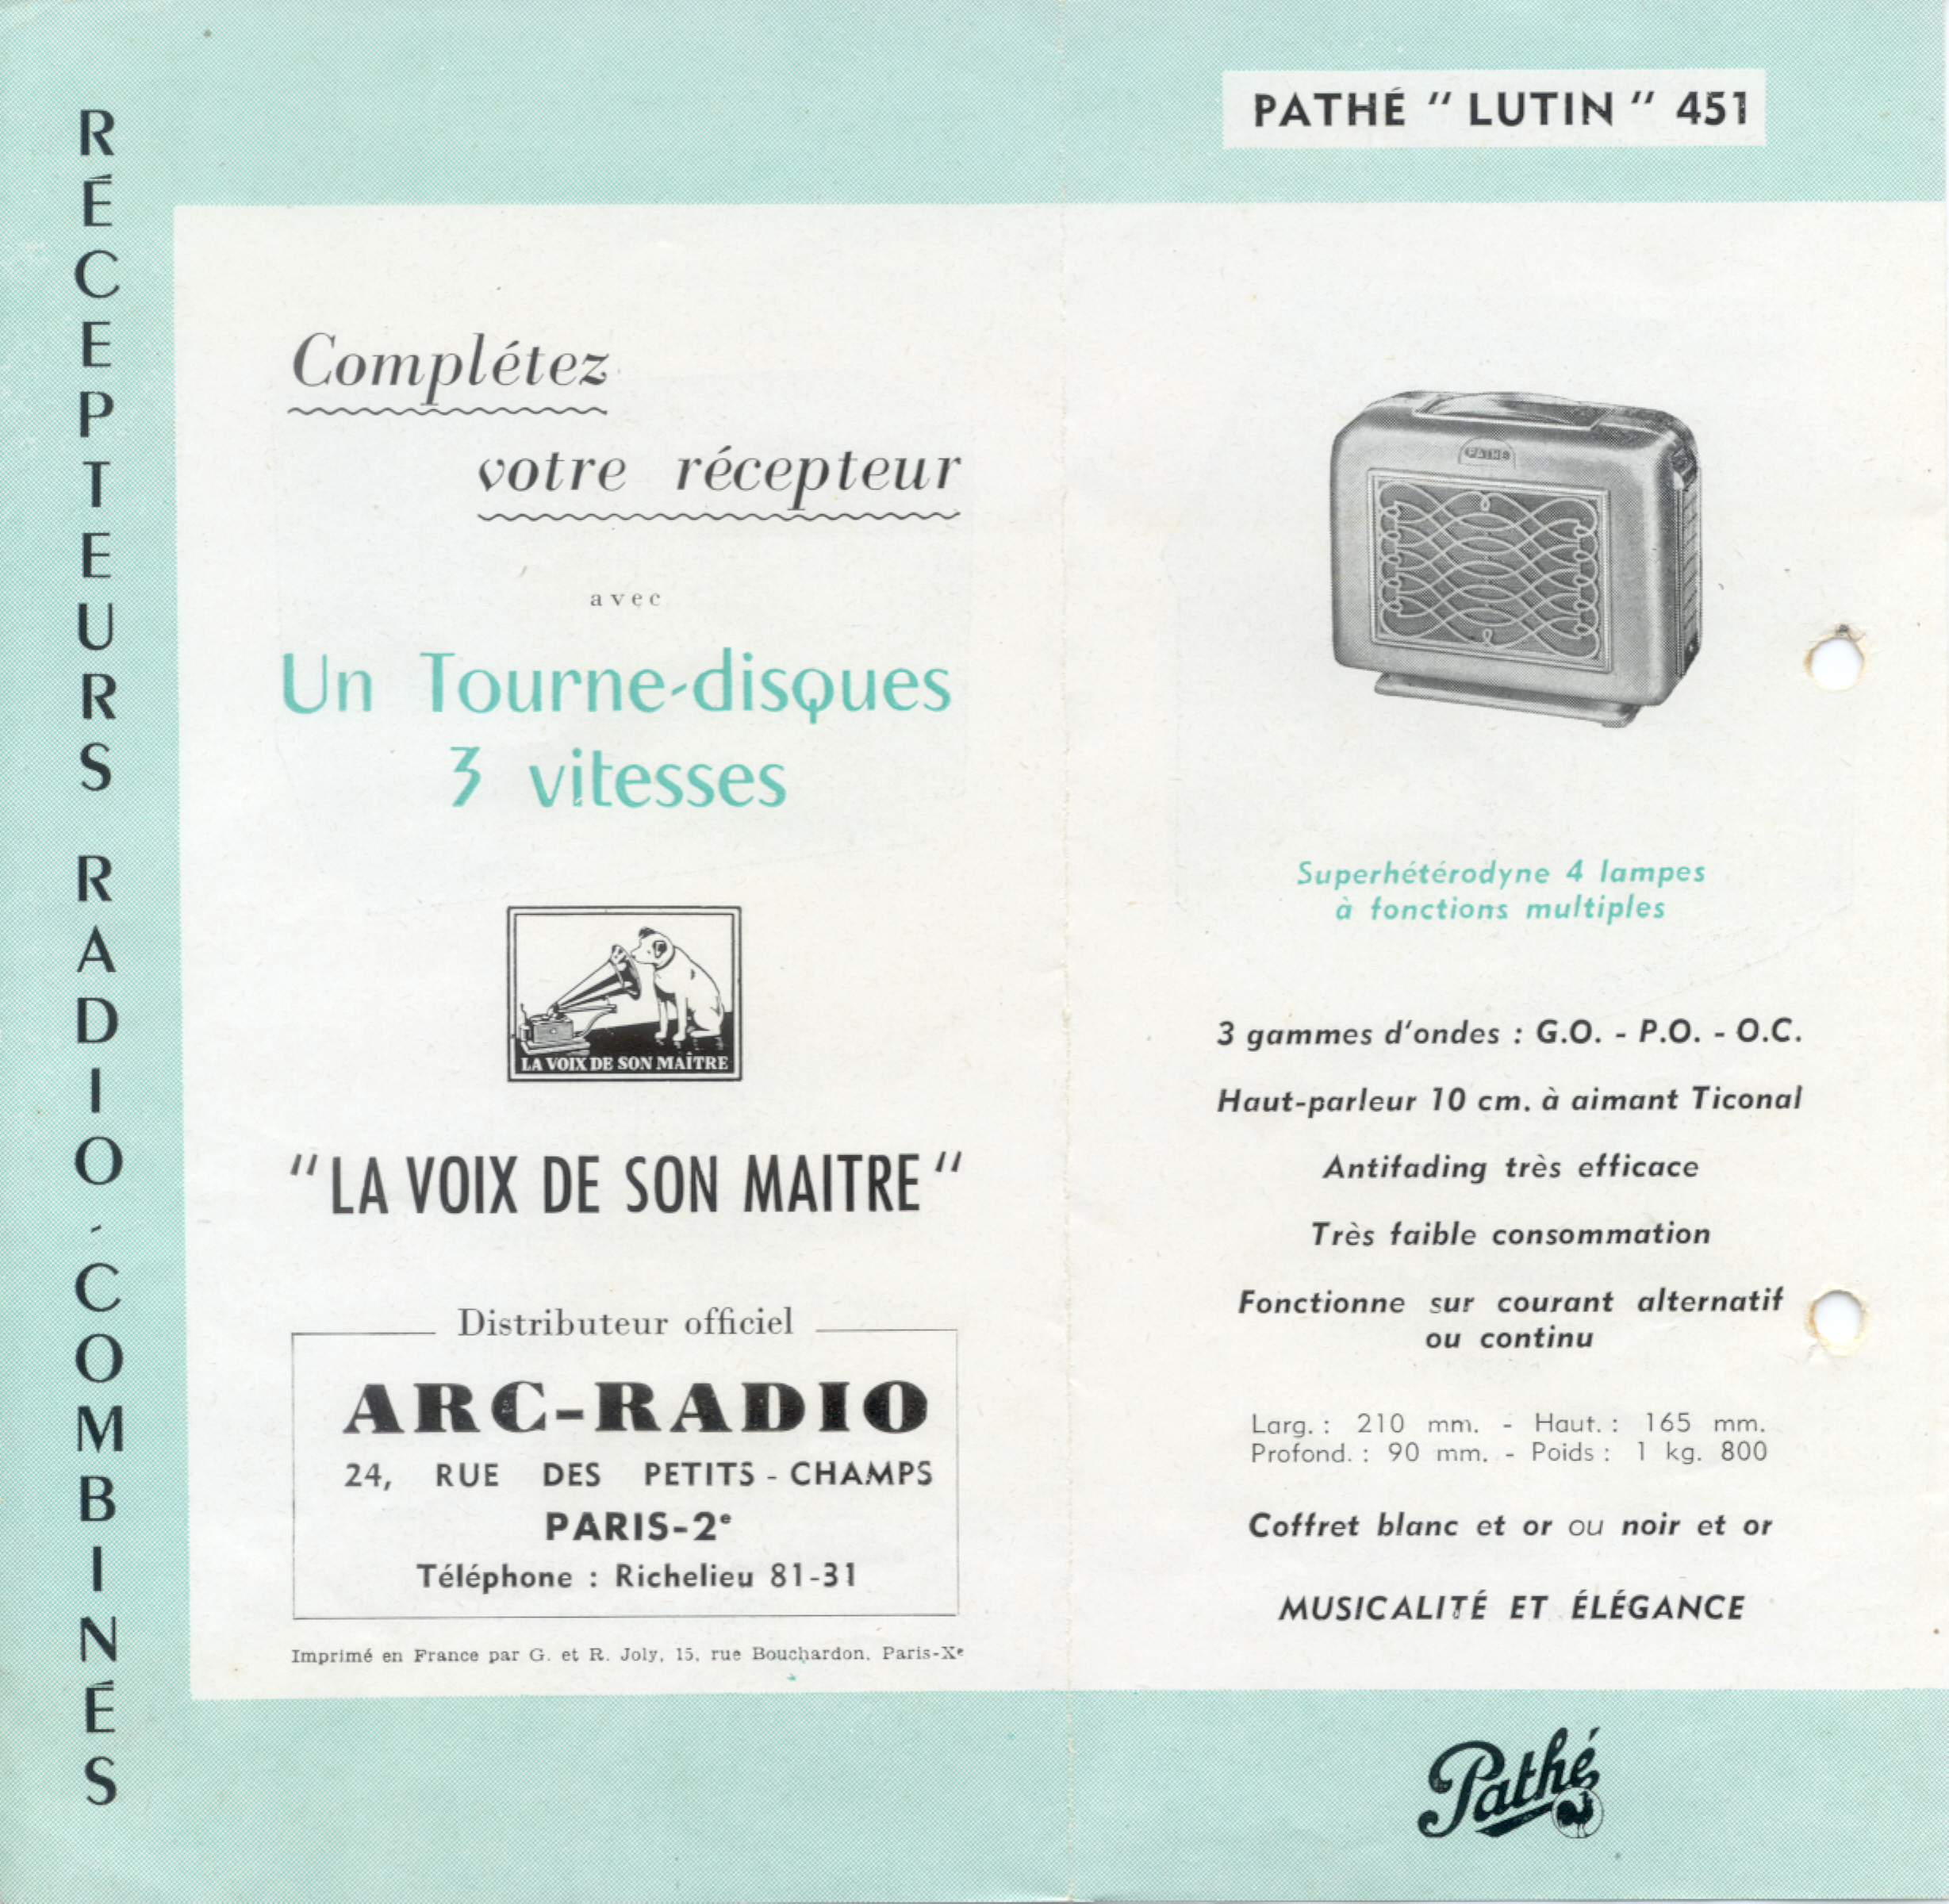 RÉCEPTEURS RADIO-COMBINÉS
Complétez
votre récepteur
avec
Un Tourne-disques
3 vitesses
LA VOIX DE SON MAÎTRE
"LA VOIX DE SON MAITRE"
Distributeur officiel
ARC-RADIO
24, RUE DES PETITS-CHAMPS
PARIS-2e
Téléphone : Richelieu 81-31
Imprimé en France par G. et R. Joly, 15, rue Bouchardon, Paris-Xe
PATHÉ "LUTIN" 451
PATHÉ
Superhétérodyne 4 lampes
à fonctions multiples
3 gammes d'ondes : G.O. - P.O. - O.C.
Haut-parleur 10 cm. à aimant Ticonal
Antifading très efficace
Très faible consommation
Fonctionne sur courant alternatif
ou continu
Larg. : 210 mm. - Haut. : 165 mm.
Profond. : 90 mm. - Poids : 1 kg. 800
Coffret blanc et or ou noir et or
MUSICALITÉ ET ÉLÉGANCE
Pathé